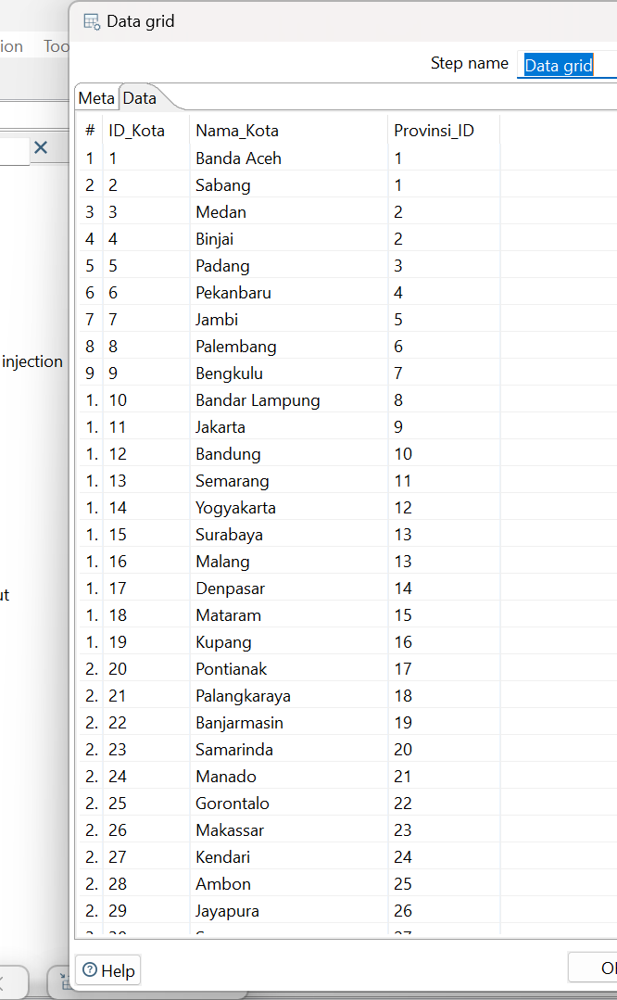 Data grid
ion Too
Step name Data grid
Meta Data
# ID_Kota Nama_Kota Provinsi_ID
1 1 Banda Aceh 1
2 2 Sabang 1
3 3 Medan 2
4 4 Binjai 2
5 5 Padang 3
6 6 Pekanbaru 4
7 7 Jambi 5
8 8 Palembang 6
injection
9 9 Bengkulu 7
1. 10 Bandar Lampung 8
1. 11 Jakarta 9
1. 12 Bandung 10
1. 13 Semarang 11
1. 14 Yogyakarta 12
1. 15 Surabaya 13
1. 16 Malang 13
1. 17 Denpasar 14
ut
1. 18 Mataram 15
1. 19 Kupang 16
2. 20 Pontianak 17
2. 21 Palangkaraya 18
2. 22 Banjarmasin 19
2. 23 Samarinda 20
2. 24 Manado 21
2. 25 Gorontalo 22
2. 26 Makassar 23
2. 27 Kendari 24
2. 28 Ambon 25
2. 29 Jayapura 26
Help